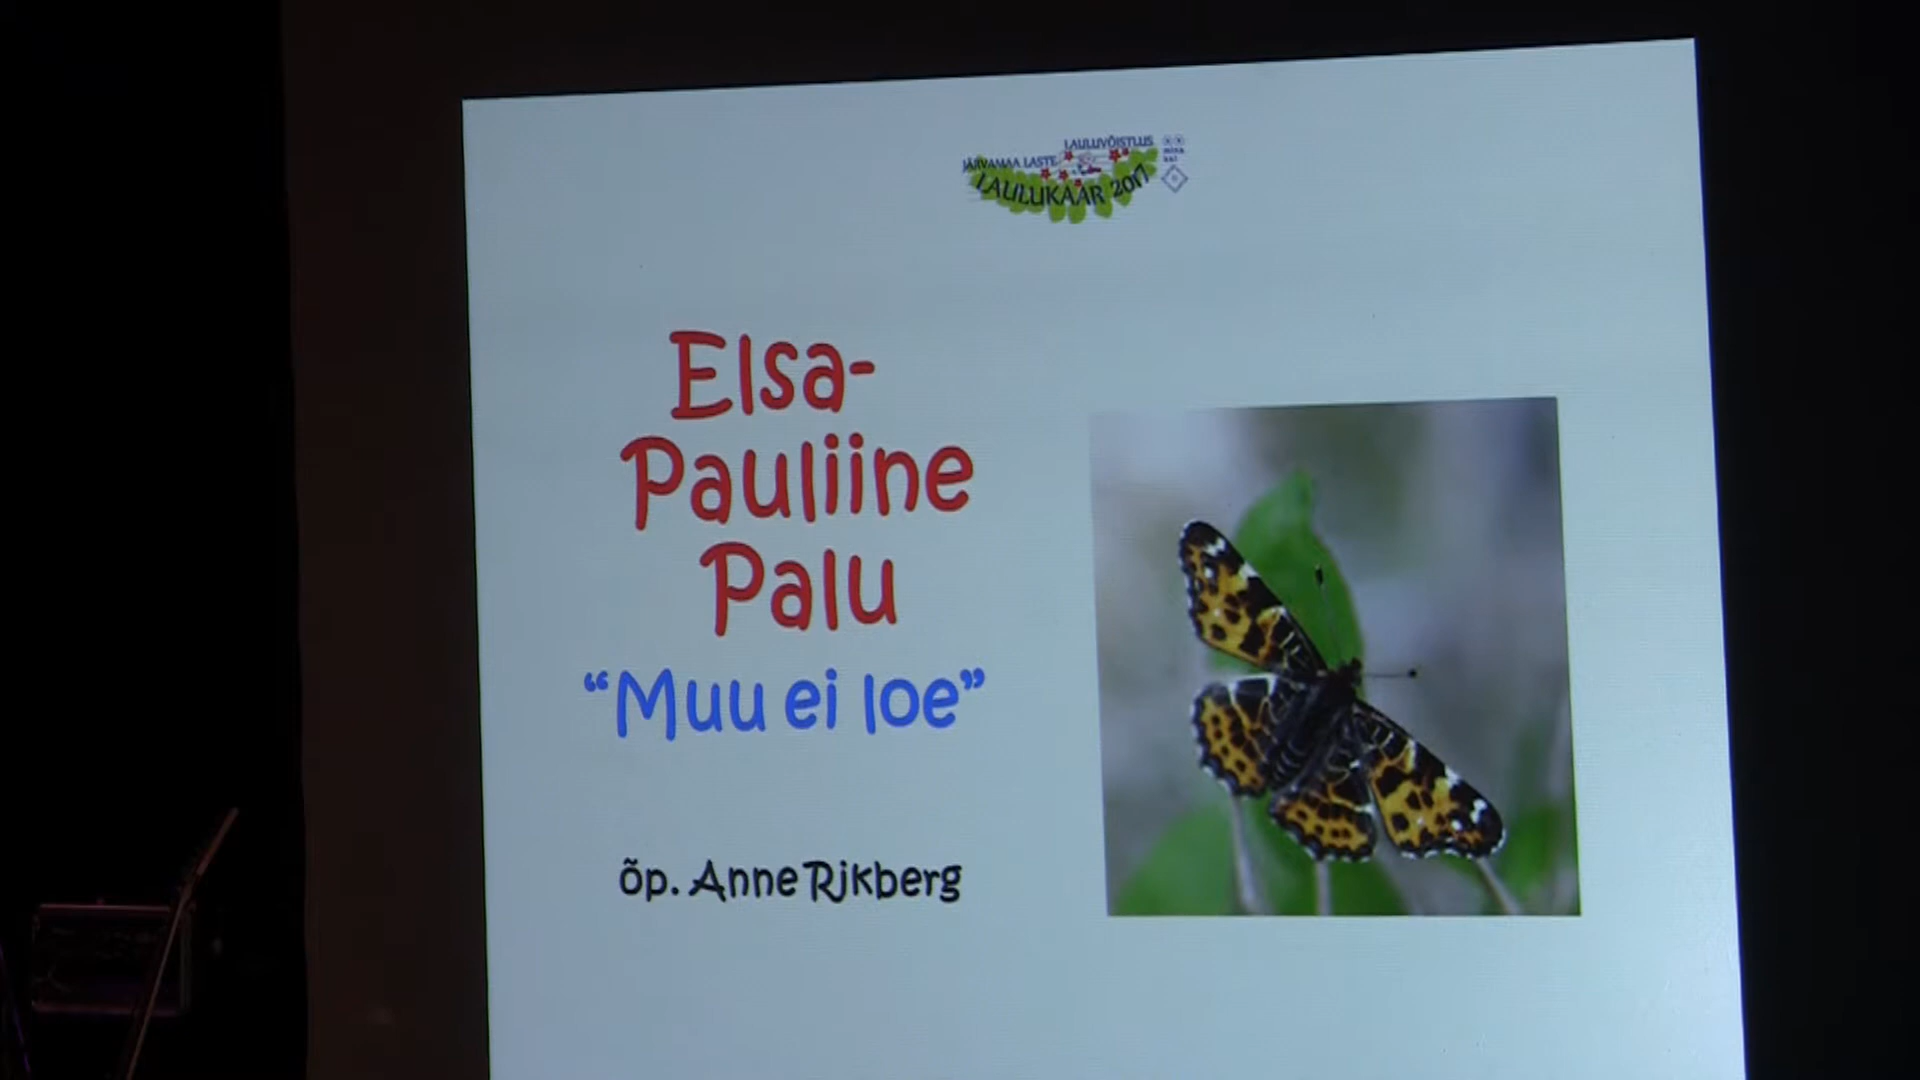 LAULUVÕISTLUS
JÄRVAMAA LASTE
LAULUKAAR 2017
Elsa-
Pauliine
Palu
“Muu ei loe”
õp. Anne Rikberg